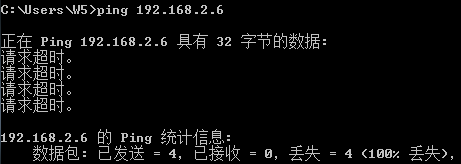 C:\Users\W5>ping 192.168.2.6
正在 Ping 192.168.2.6 具有 32 字节的数据:
请求超时。
请求超时。
请求超时。
请求超时。
192.168.2.6 的 Ping 统计信息:
数据包: 已发送 = 4，已接收 = 0，丢失 = 4 (100% 丢失)，